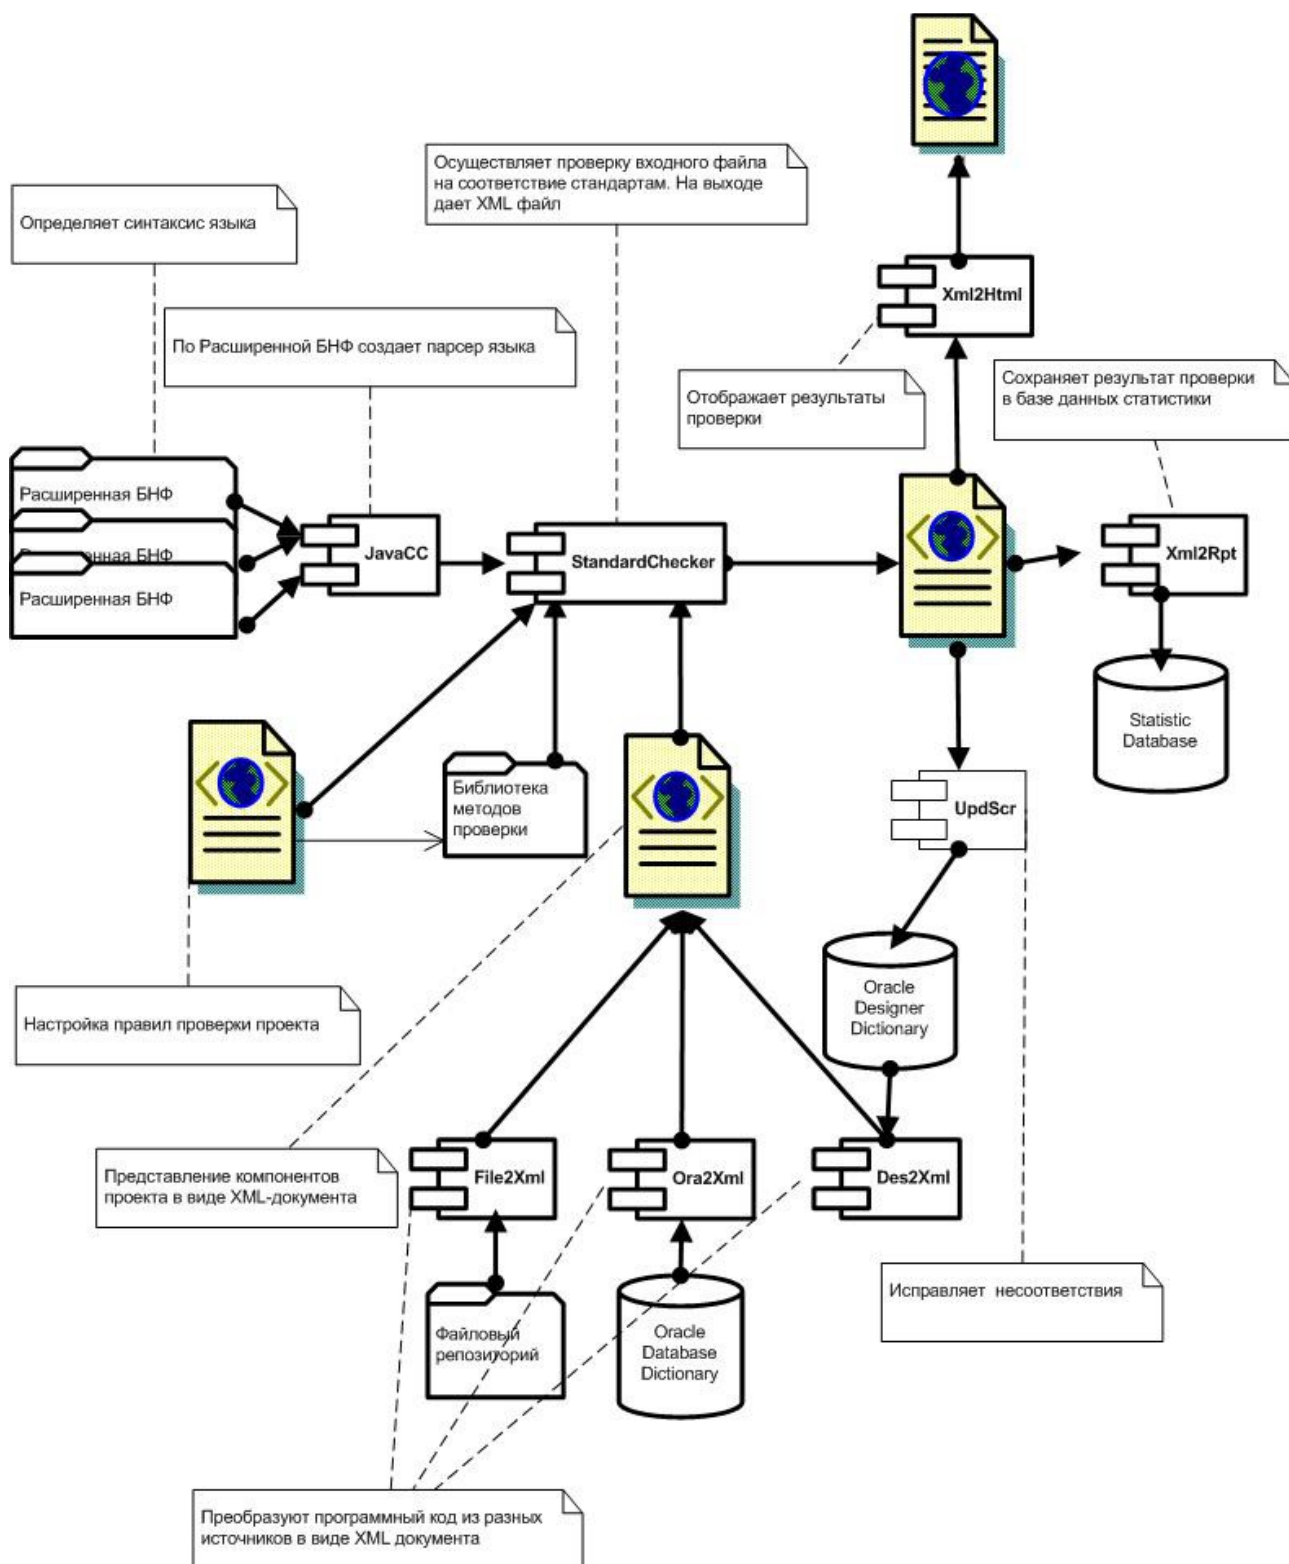 Осуществляет проверку входного файла
на соответствие стандартам. На выходе
дает XML файл
Определяет синтаксис языка
Xml2Html
По Расширенной БНФ создает парсер языка
Отображает результаты
проверки
Сохраняет результат проверки
в базе данных статистики
Расширенная БНФ
Расширенная БНФ
Расширенная БНФ
JavaCC
StandardChecker
Xml2Rpt
Statistic
Database
Библиотека
методов
проверки
UpdScr
Настройка правил проверки проекта
Oracle
Designer
Dictionary
Представление компонентов
проекта в виде XML-документа
File2Xml
Ora2Xml
Des2Xml
Исправляет несоответствия
Файловый
репозиторий
Oracle
Database
Dictionary
Преобразуют программный код из разных
источников в виде XML документа